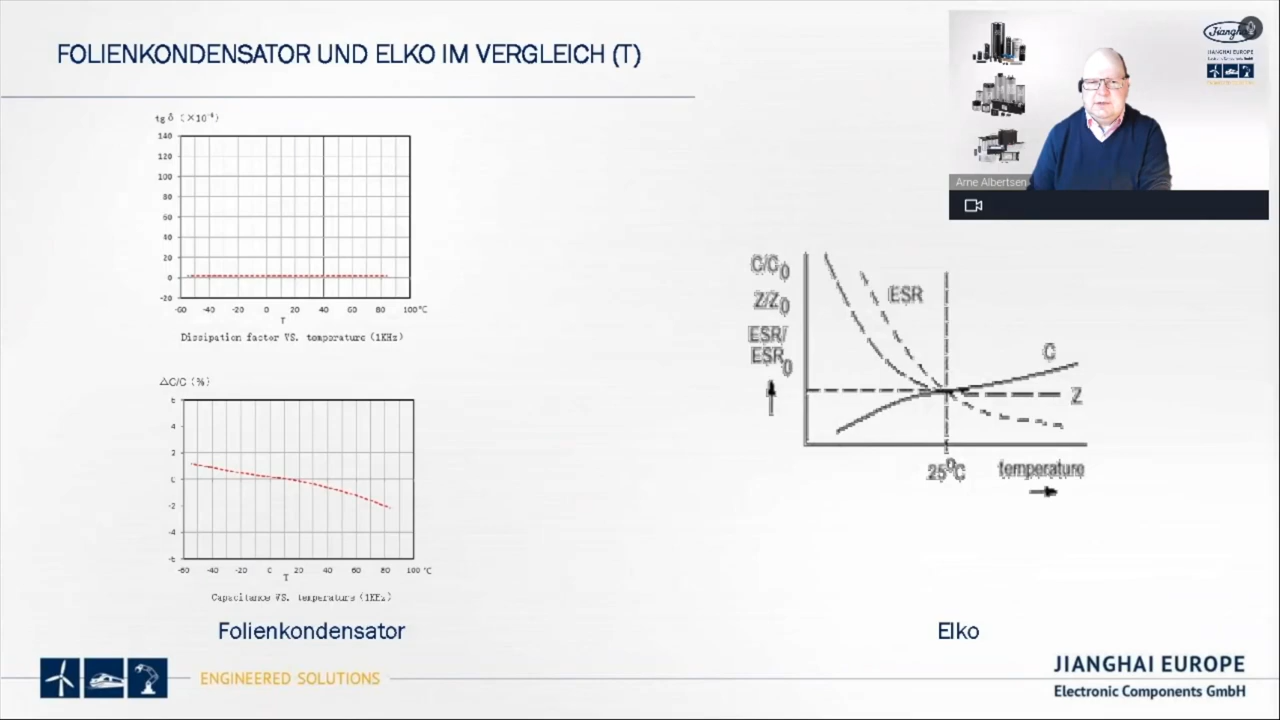 FOLIENKONDENSATOR UND ELKO IM VERGLEICH (T)
Jianghai
JIANGHAI EUROPE
Arne Albertsen
tg δ (×10⁻⁴)
140
120
100
80
60
40
20
0
-20
-60 -40 -20 0 20 40 60 80 100℃
T
Dissipation factor VS. temperature (1KHz)
△C/C (%)
6
4
2
0
-2
-4
-6
-60 -40 -20 0 20 40 60 80 100 ℃
T
Capacitance VS. temperature (1KHz)
Folienkondensator
C/C0
Z/Z0
ESR/
ESR0
ESR
C
Z
25°C temperature
Elko
ENGINEERED SOLUTIONS
JIANGHAI EUROPE
Electronic Components GmbH